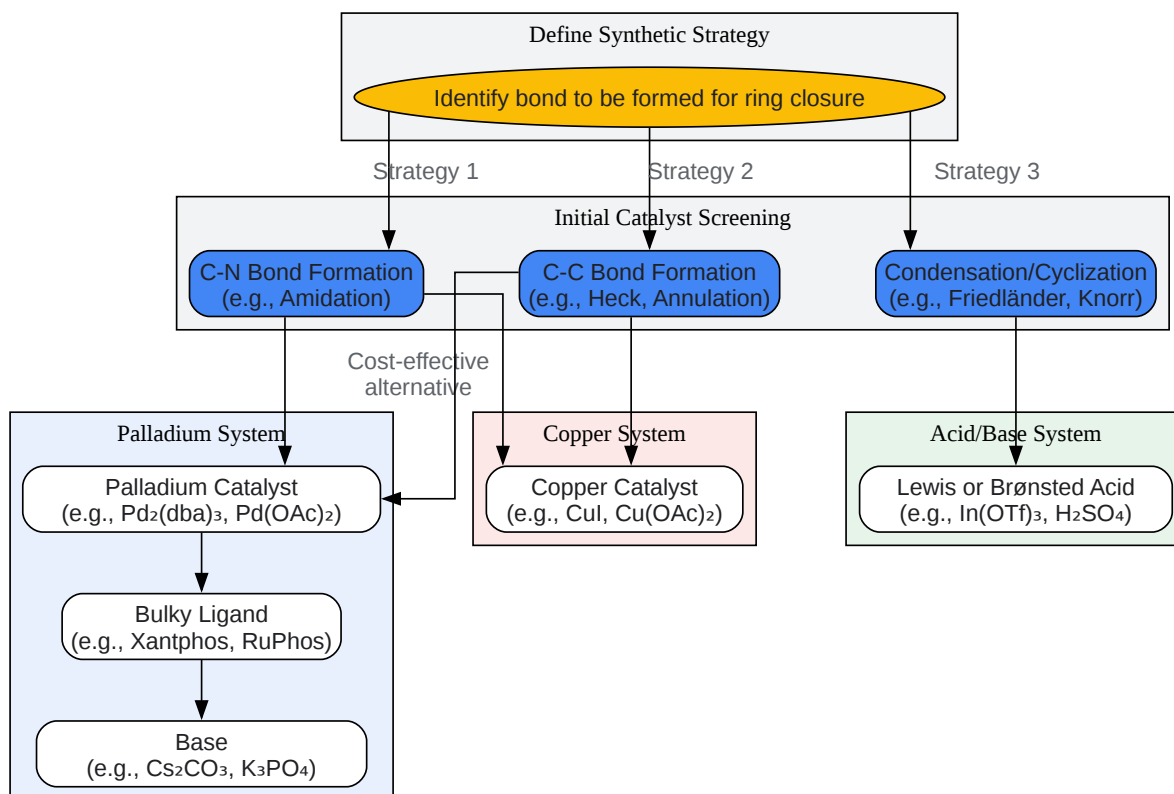 Define Synthetic Strategy
Identify bond to be formed for ring closure
Strategy 1
Strategy 2
Strategy 3
Initial Catalyst Screening
C-N Bond Formation
(e.g., Amidation)
C-C Bond Formation
(e.g., Heck, Annulation)
Condensation/Cyclization
(e.g., Friedländer, Knorr)
Cost-effective
alternative
Palladium System
Copper System
Acid/Base System
Palladium Catalyst
(e.g., Pd₂(dba)₃, Pd(OAc)₂)
Copper Catalyst
(e.g., CuI, Cu(OAc)₂)
Lewis or Brønsted Acid
(e.g., In(OTf)₃, H₂SO₄)
Bulky Ligand
(e.g., Xantphos, RuPhos)
Base
(e.g., Cs₂CO₃, K₃PO₄)